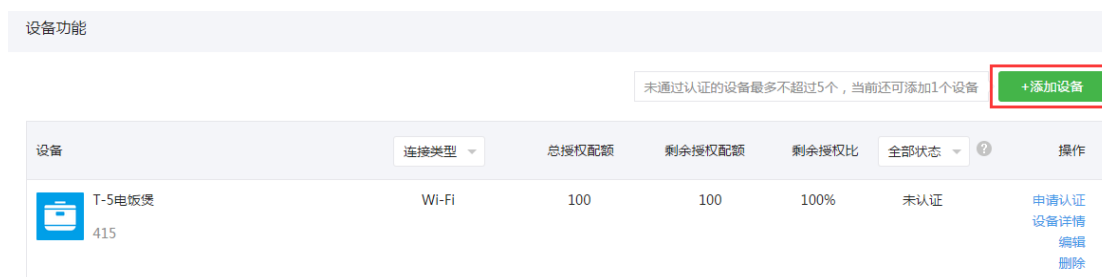 设备功能
未通过认证的设备最多不超过5个，当前还可添加1个设备 +添加设备
设备 连接类型 总授权配额 剩余授权配额 剩余授权比 全部状态 ? 操作
T-5电饭煲 Wi-Fi 100 100 100% 未认证 申请认证
415 设备详情
编辑
删除